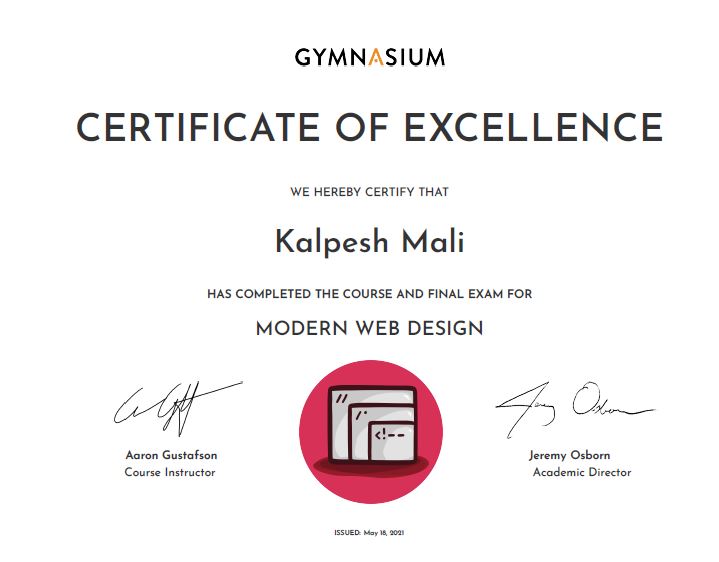 GYMNASIUM
CERTIFICATE OF EXCELLENCE
WE HEREBY CERTIFY THAT
Kalpesh Mali
HAS COMPLETED THE COURSE AND FINAL EXAM FOR
MODERN WEB DESIGN
//
/*
<!--
Aaron Gustafson
Course Instructor
Jeremy Osborn
Academic Director
ISSUED: May 18, 2021